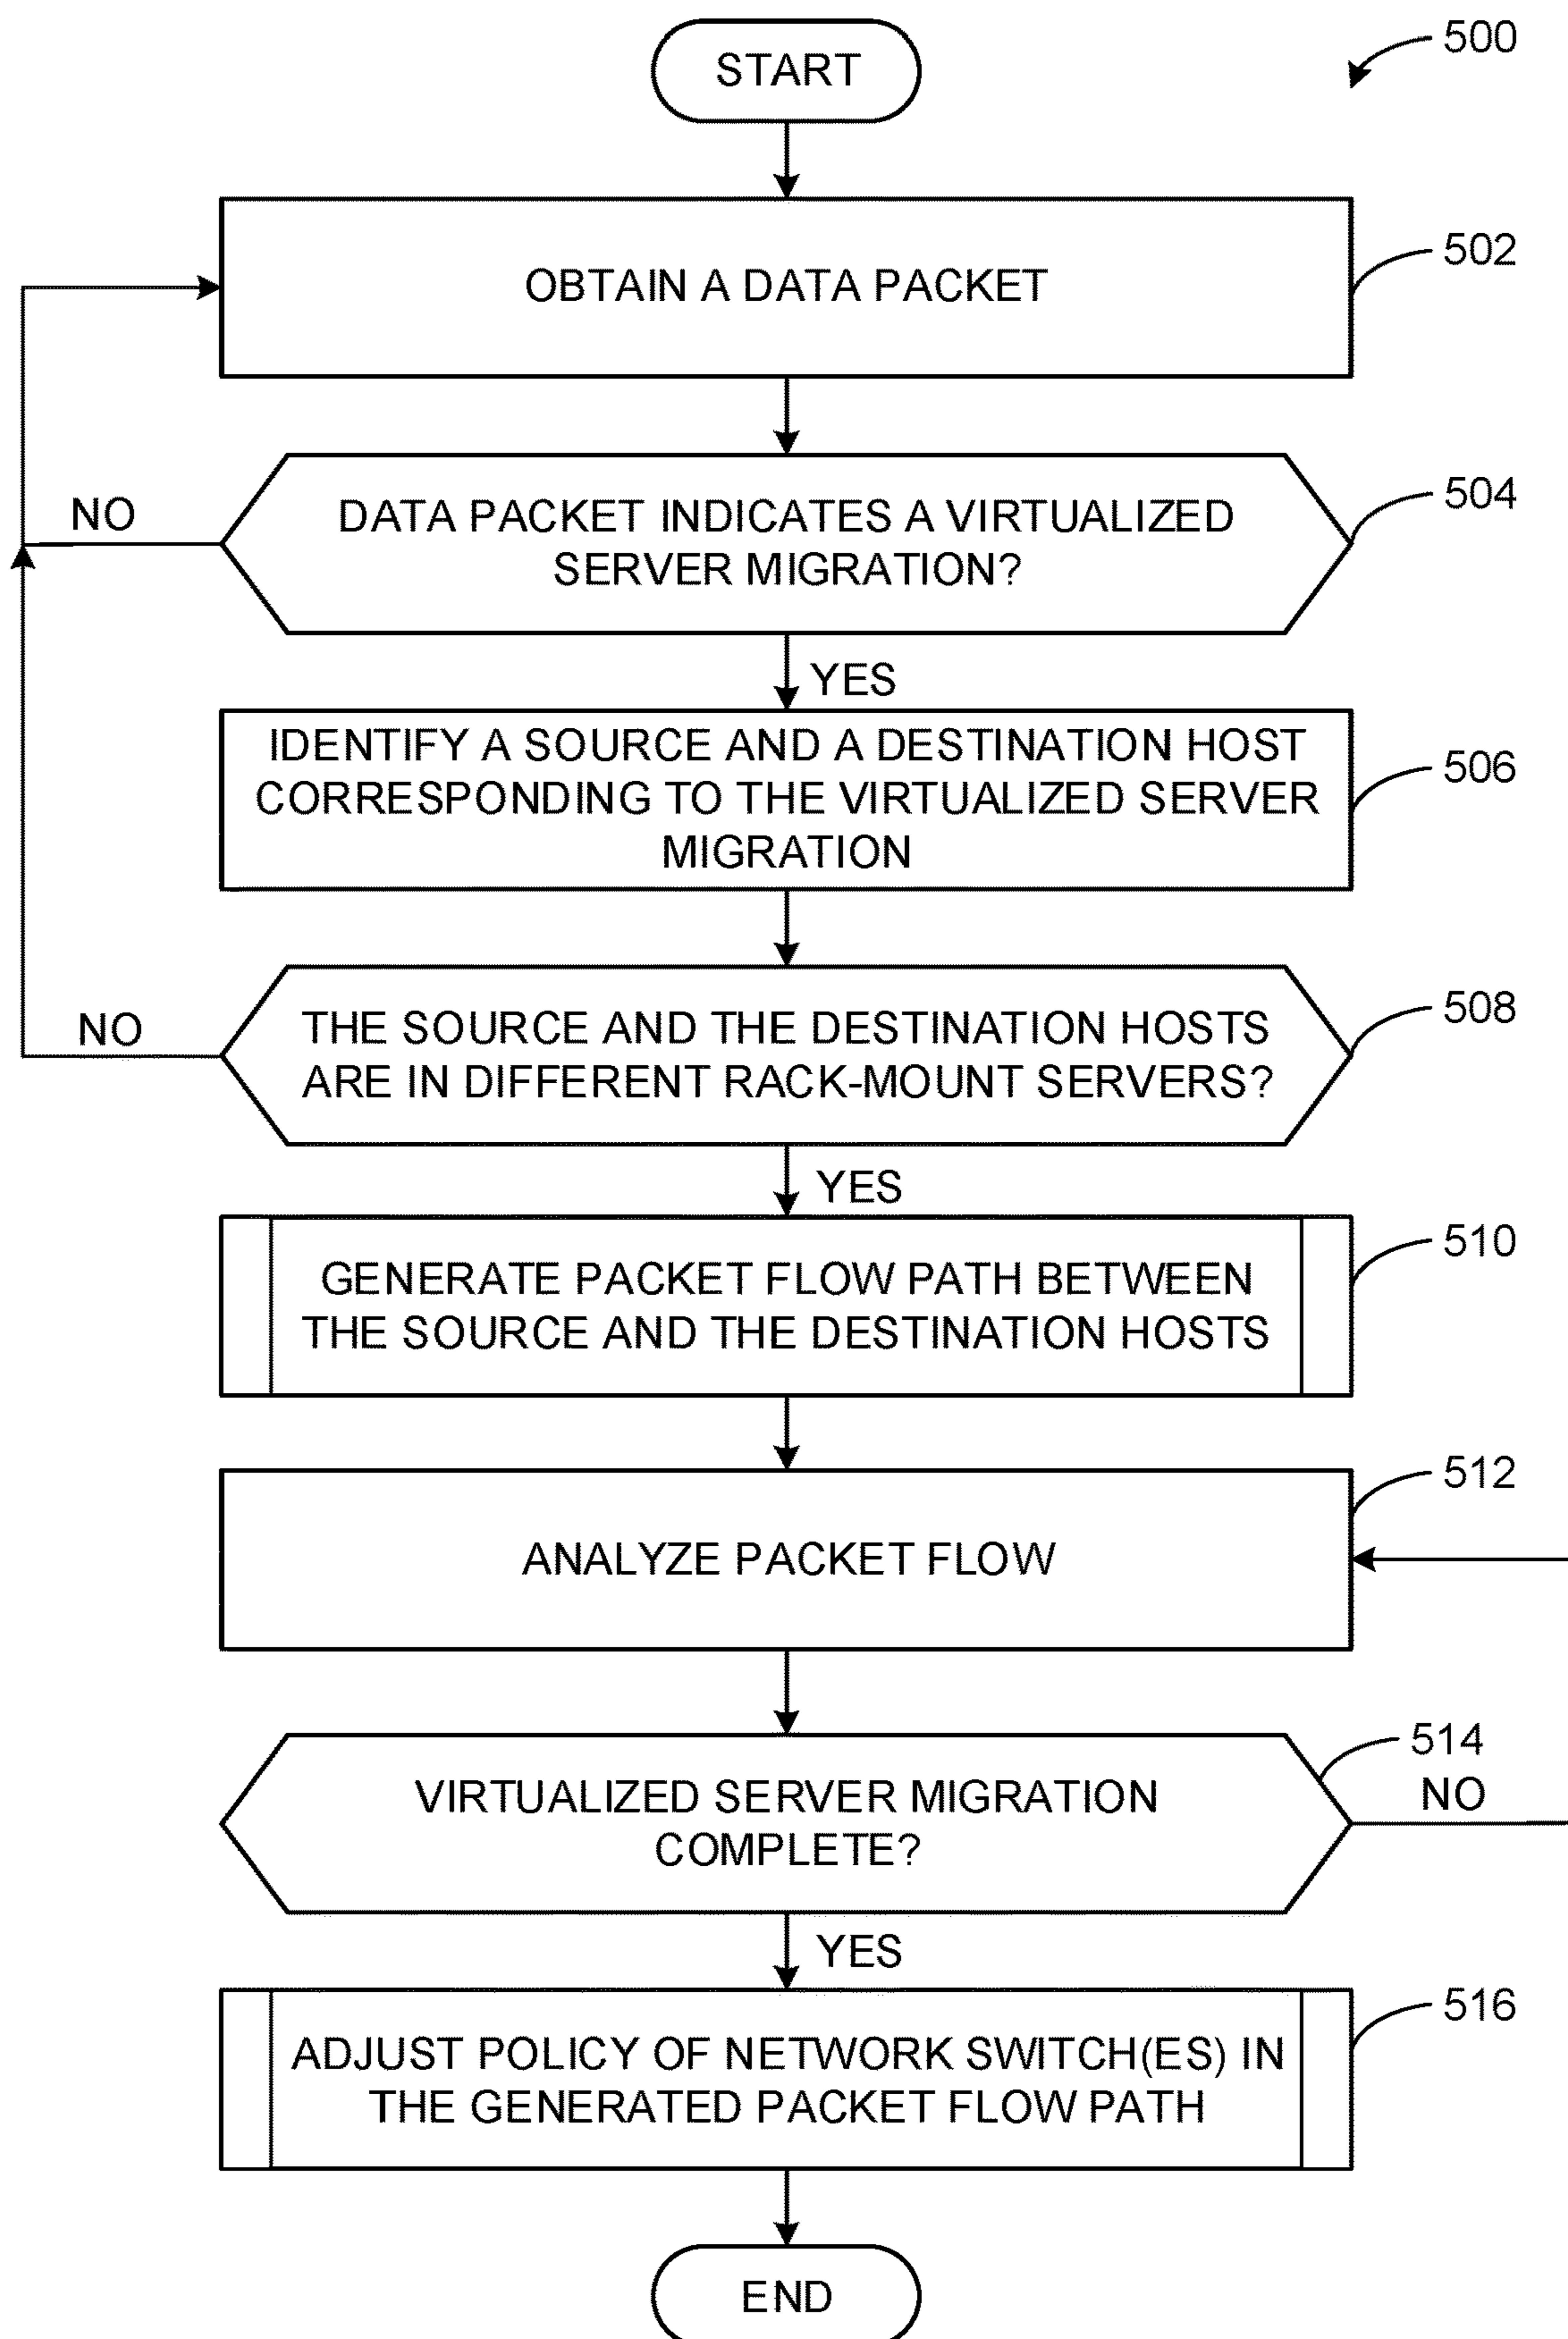 START
500
OBTAIN A DATA PACKET
502
DATA PACKET INDICATES A VIRTUALIZED
SERVER MIGRATION?
504
NO
YES
IDENTIFY A SOURCE AND A DESTINATION HOST
CORRESPONDING TO THE VIRTUALIZED SERVER
MIGRATION
506
THE SOURCE AND THE DESTINATION HOSTS
ARE IN DIFFERENT RACK-MOUNT SERVERS?
508
NO
YES
GENERATE PACKET FLOW PATH BETWEEN
THE SOURCE AND THE DESTINATION HOSTS
510
ANALYZE PACKET FLOW
512
VIRTUALIZED SERVER MIGRATION
COMPLETE?
514
NO
YES
ADJUST POLICY OF NETWORK SWITCH(ES) IN
THE GENERATED PACKET FLOW PATH
516
END